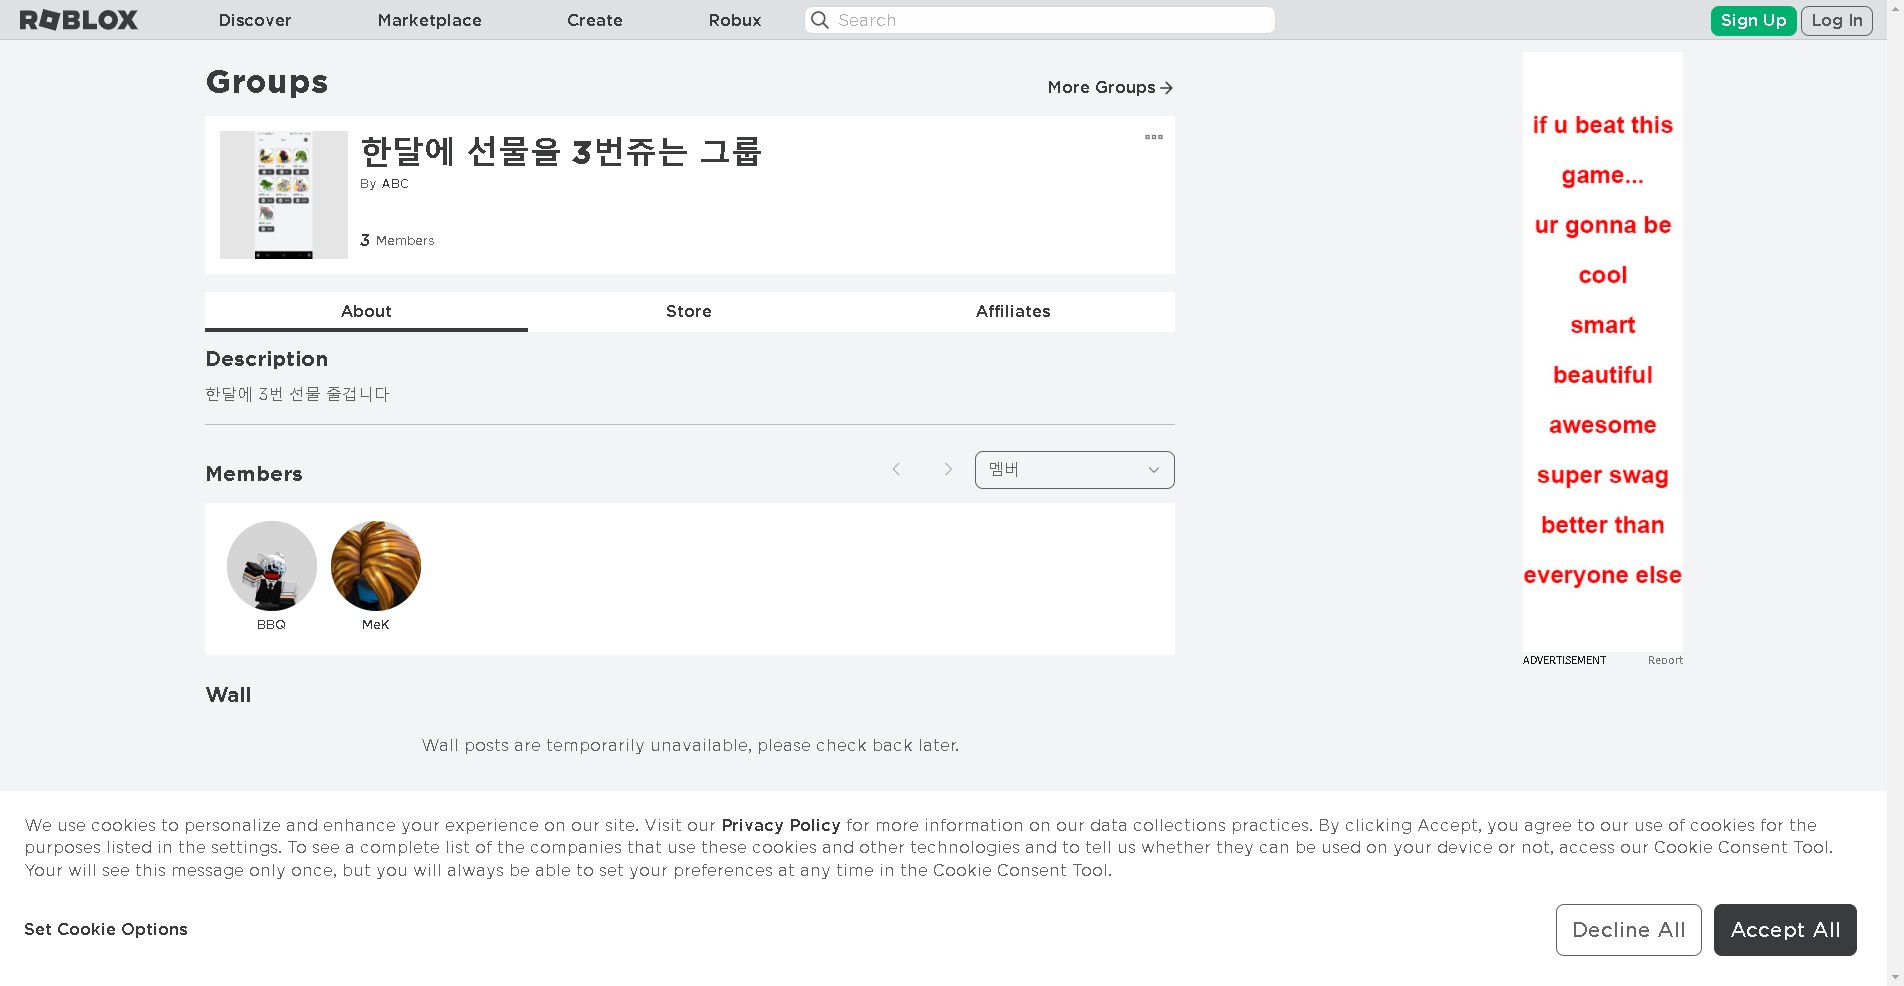 ROBLOX
Discover
Marketplace
Create
Robux
Search
Sign Up
Log In
Groups
More Groups
한달에 선물을 3번쥬는 그룹
By ABC
3 Members
About
Store
Affiliates
Description
한달에 3번 선물 줄겁니다
Members
멤버
BBQ
MeK
Wall
Wall posts are temporarily unavailable, please check back later.
if u beat this
game...
ur gonna be
cool
smart
beautiful
awesome
super swag
better than
everyone else
ADVERTISEMENT
Report
We use cookies to personalize and enhance your experience on our site. Visit our Privacy Policy for more information on our data collections practices. By clicking Accept, you agree to our use of cookies for the
purposes listed in the settings. To see a complete list of the companies that use these cookies and other technologies and to tell us whether they can be used on your device or not, access our Cookie Consent Tool.
Your will see this message only once, but you will always be able to set your preferences at any time in the Cookie Consent Tool.
Set Cookie Options
Decline All
Accept All